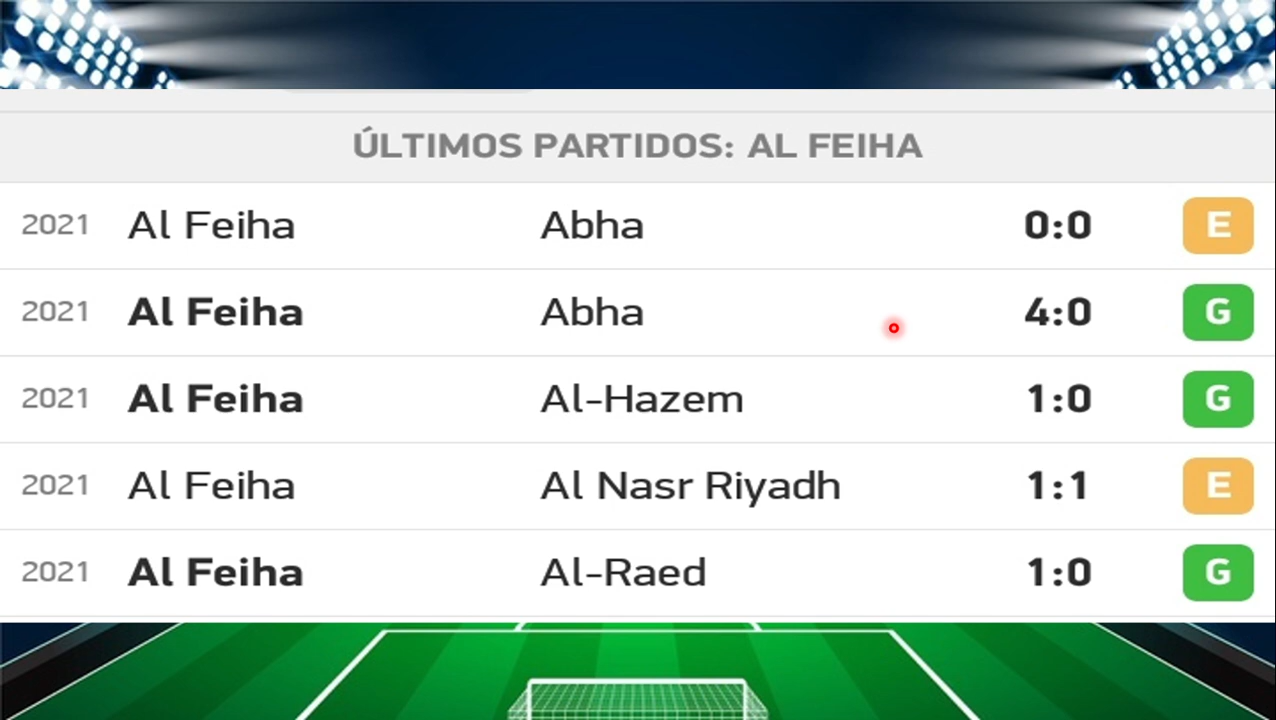 ÚLTIMOS PARTIDOS: AL FEIHA
2021 Al Feiha Abha 0:0 E
2021 Al Feiha Abha 4:0 G
2021 Al Feiha Al-Hazem 1:0 G
2021 Al Feiha Al Nasr Riyadh 1:1 E
2021 Al Feiha Al-Raed 1:0 G